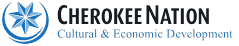 CHEROKEE NATION
Cultural & Economic Development